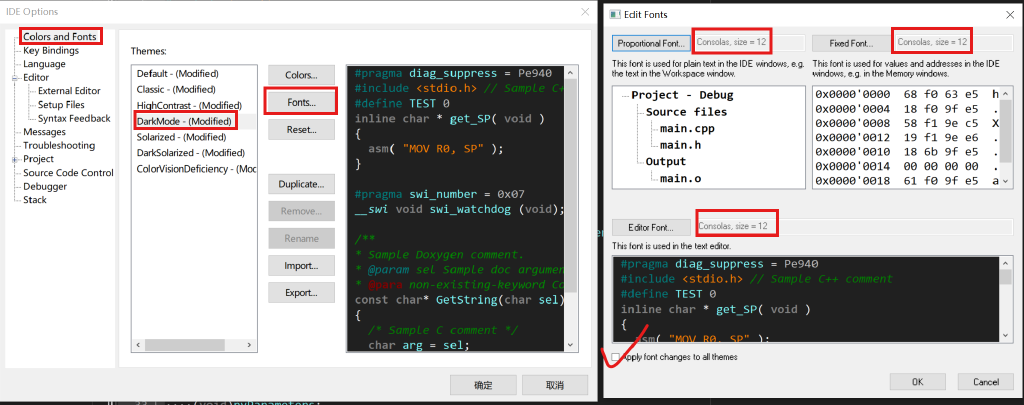 IDE Options
Colors and Fonts
Key Bindings
Language
Editor
External Editor
Setup Files
Syntax Feedback
Messages
Troubleshooting
Project
Source Code Control
Debugger
Stack
Themes:
Default - (Modified)
Classic - (Modified)
HighContrast - (Modified)
DarkMode - (Modified)
Solarized - (Modified)
DarkSolarized - (Modified)
ColorVisionDeficiency - (Moc
Colors...
Fonts...
Reset...
Duplicate...
Remove...
Rename
Import...
Export...
#pragma diag_suppress = Pe940
#include <stdio.h> // Sample C+
#define TEST 0
inline char * get_SP( void )
{
asm( "MOV R0, SP" );
}
#pragma swi_number = 0x07
__swi void swi_watchdog (void);
/**
* Sample Doxygen comment.
* @param sel Sample doc argumen
* @para non-existing-keyword Co
const char* GetString(char sel)
{
/* Sample C comment */
char arg = sel;
确定
取消
Edit Fonts
Proportional Font...
Consolas, size = 12
Fixed Font...
Consolas, size = 12
This font is used for plain text in the IDE windows, e.g.
the text in the Workspace window.
This font is used for values and addresses in the IDE
windows, e.g. in the Memory windows.
Project - Debug
Source files
main.cpp
main.h
Output
main.o
0x0000'0000 68 f0 63 e5 h
0x0000'0004 18 f0 9f e5 .
0x0000'0008 58 f1 9f c5 X
0x0000'000c 19 f1 9e e6 .
0x0000'0010 18 6b 9f e5 .
0x0000'0014 00 00 00 00 .
0x0000'0018 61 f0 9f e5 a
Editor Font...
Consolas, size = 12
This font is used in the text editor.
#pragma diag_suppress = Pe940
#include <stdio.h> // Sample C++ comment
#define TEST 0
inline char * get_SP( void )
{
asm( "MOV R0, SP" );
Apply font changes to all themes
OK
Cancel